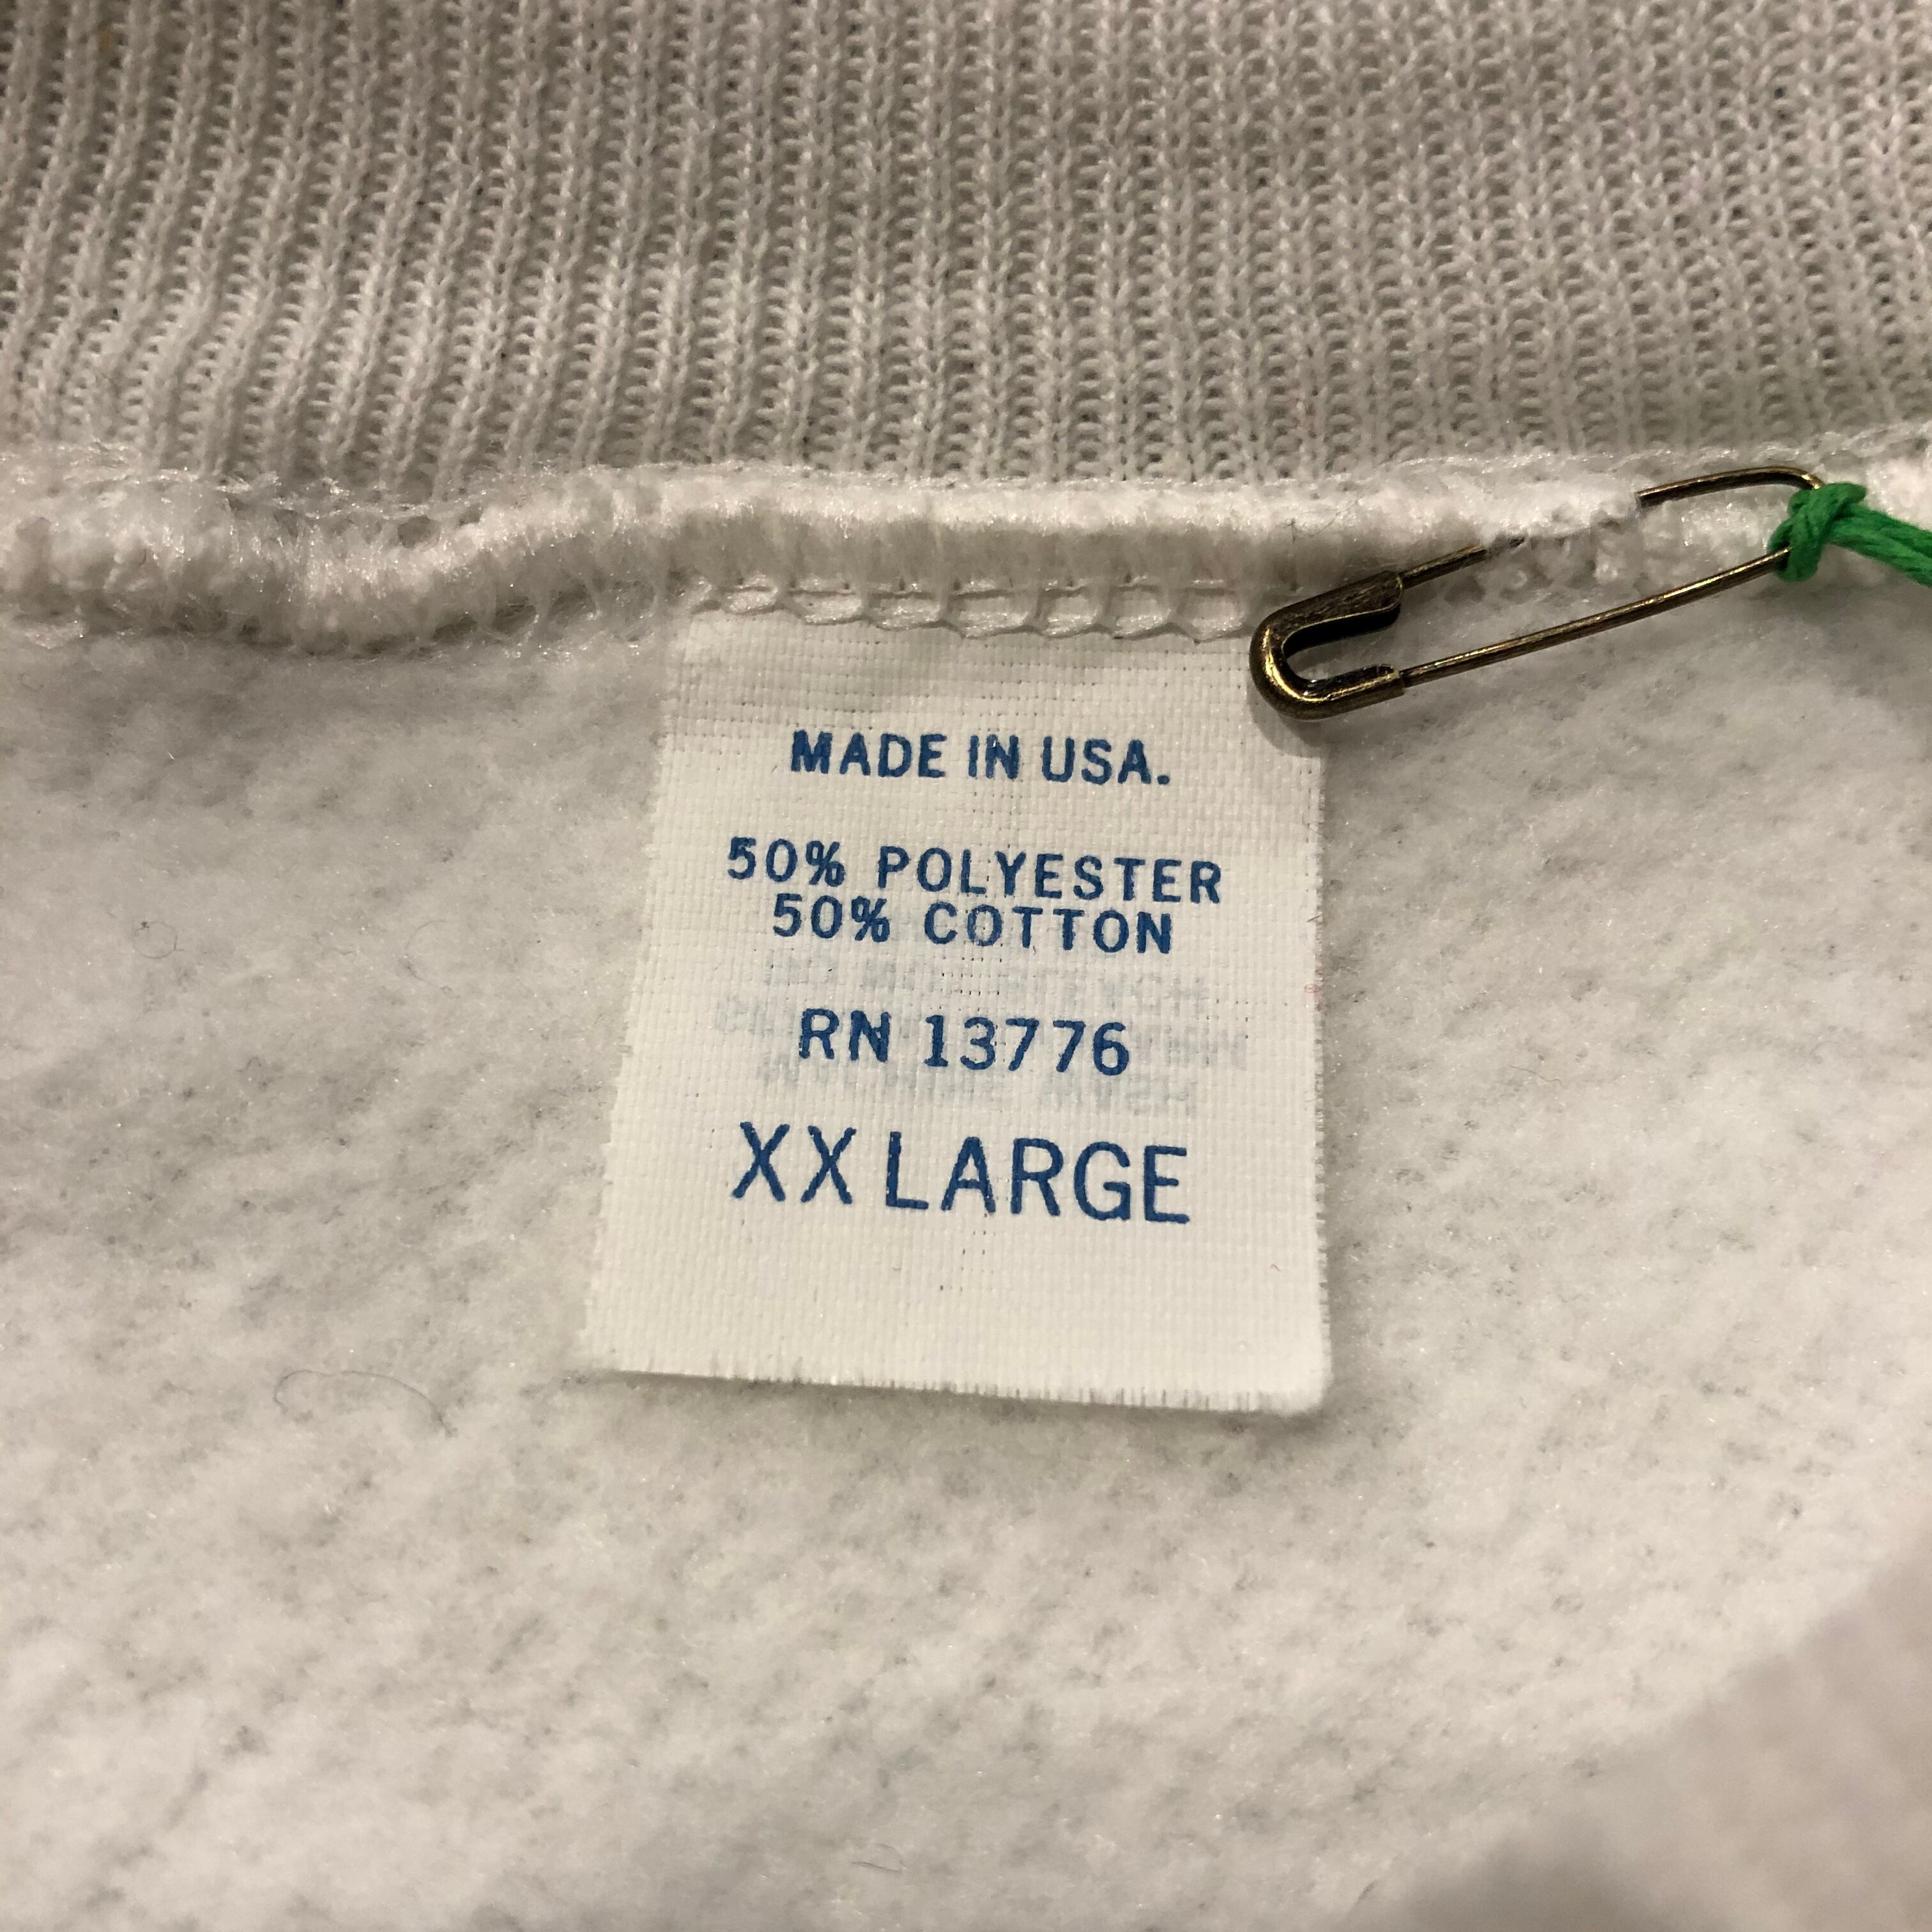 MADE IN USA.
50% POLYESTER
50% COTTON
RN 13776
XX LARGE